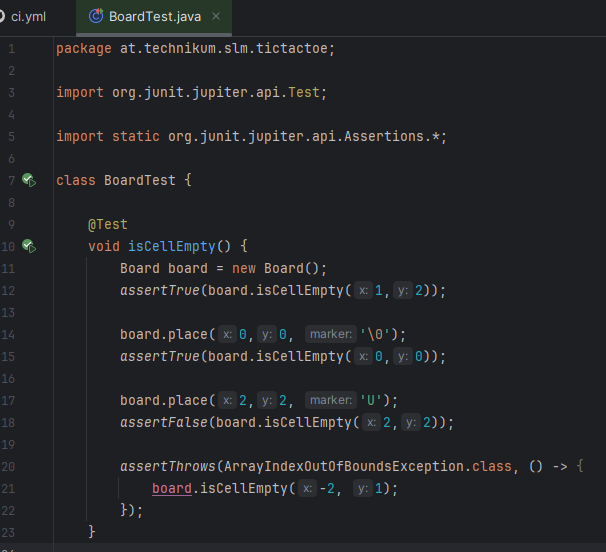 ci.yml BoardTest.java ×
1 package at.technikum.slm.tictactoe;
2
3 import org.junit.jupiter.api.Test;
4
5 import static org.junit.jupiter.api.Assertions.*;
6
7 class BoardTest {
8
9 @Test
10 void isCellEmpty() {
11 Board board = new Board();
12 assertTrue(board.isCellEmpty( x: 1, y: 2));
13
14 board.place( x: 0, y: 0, marker: '\0');
15 assertTrue(board.isCellEmpty( x: 0, y: 0));
16
17 board.place( x: 2, y: 2, marker: 'U');
18 assertFalse(board.isCellEmpty( x: 2, y: 2));
19
20 assertThrows(ArrayIndexOutOfBoundsException.class, () -> {
21 board.isCellEmpty( x: -2, y: 1);
22 });
23 }